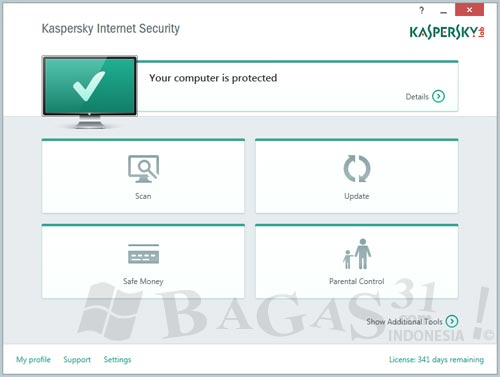 ? – ×
Kaspersky Internet Security
KASPERSKY lab
Your computer is protected
Details
Scan
Update
Safe Money
Parental Control
BAGAS31!
.com
Show Additional Tools
INDONESIA ©
My profile Support Settings
License: 341 days remaining